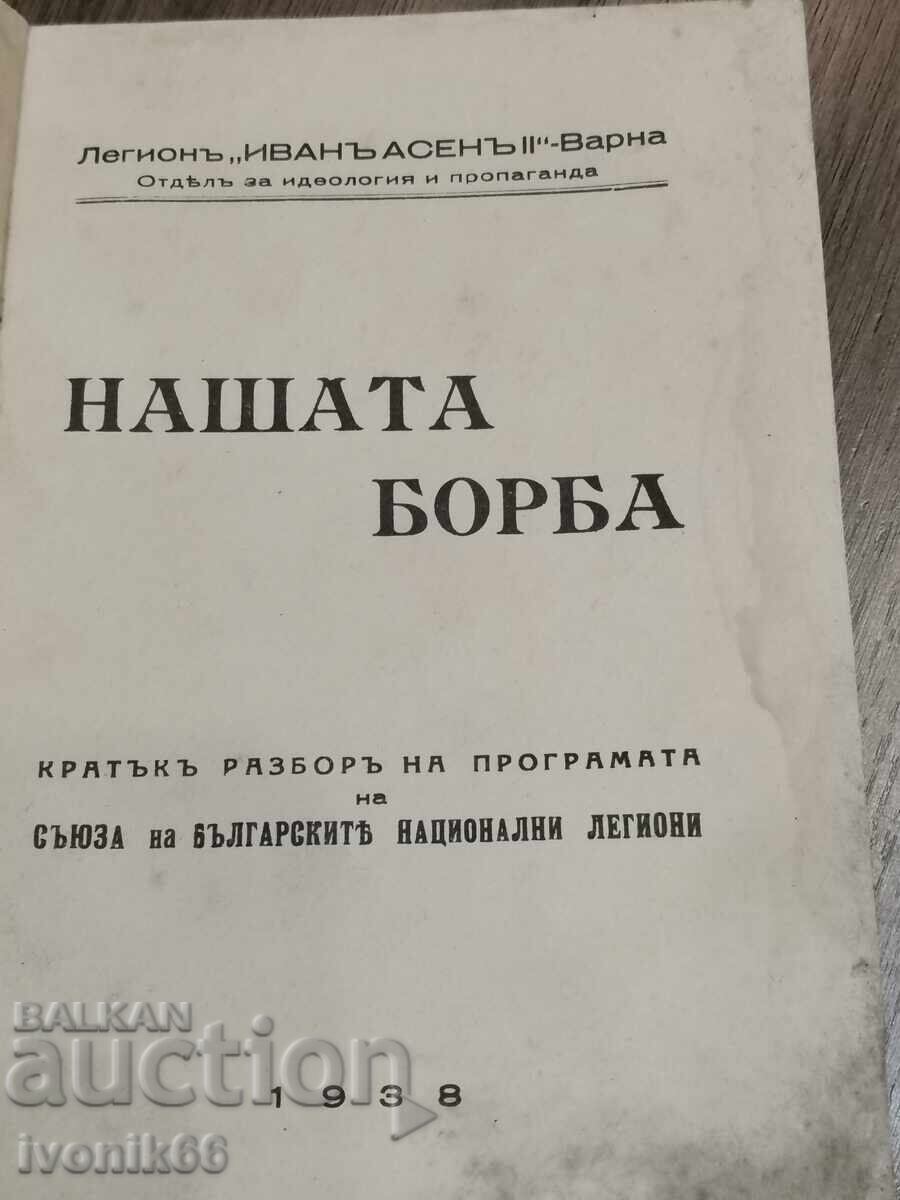 Легионъ „ИВАНЪ АСЕНЪ II“-Варна
Отдѣлъ за идеология и пропаганда
НАШАТА
БОРБА
КРАТЪКЪ РАЗБОРЪ НА ПРОГРАМАТА
на
СЪЮЗА на БЪЛГАРСКИТѢ НАЦИОНАЛНИ ЛЕГИОНИ
BALKAN
auction
1938
ivonik66